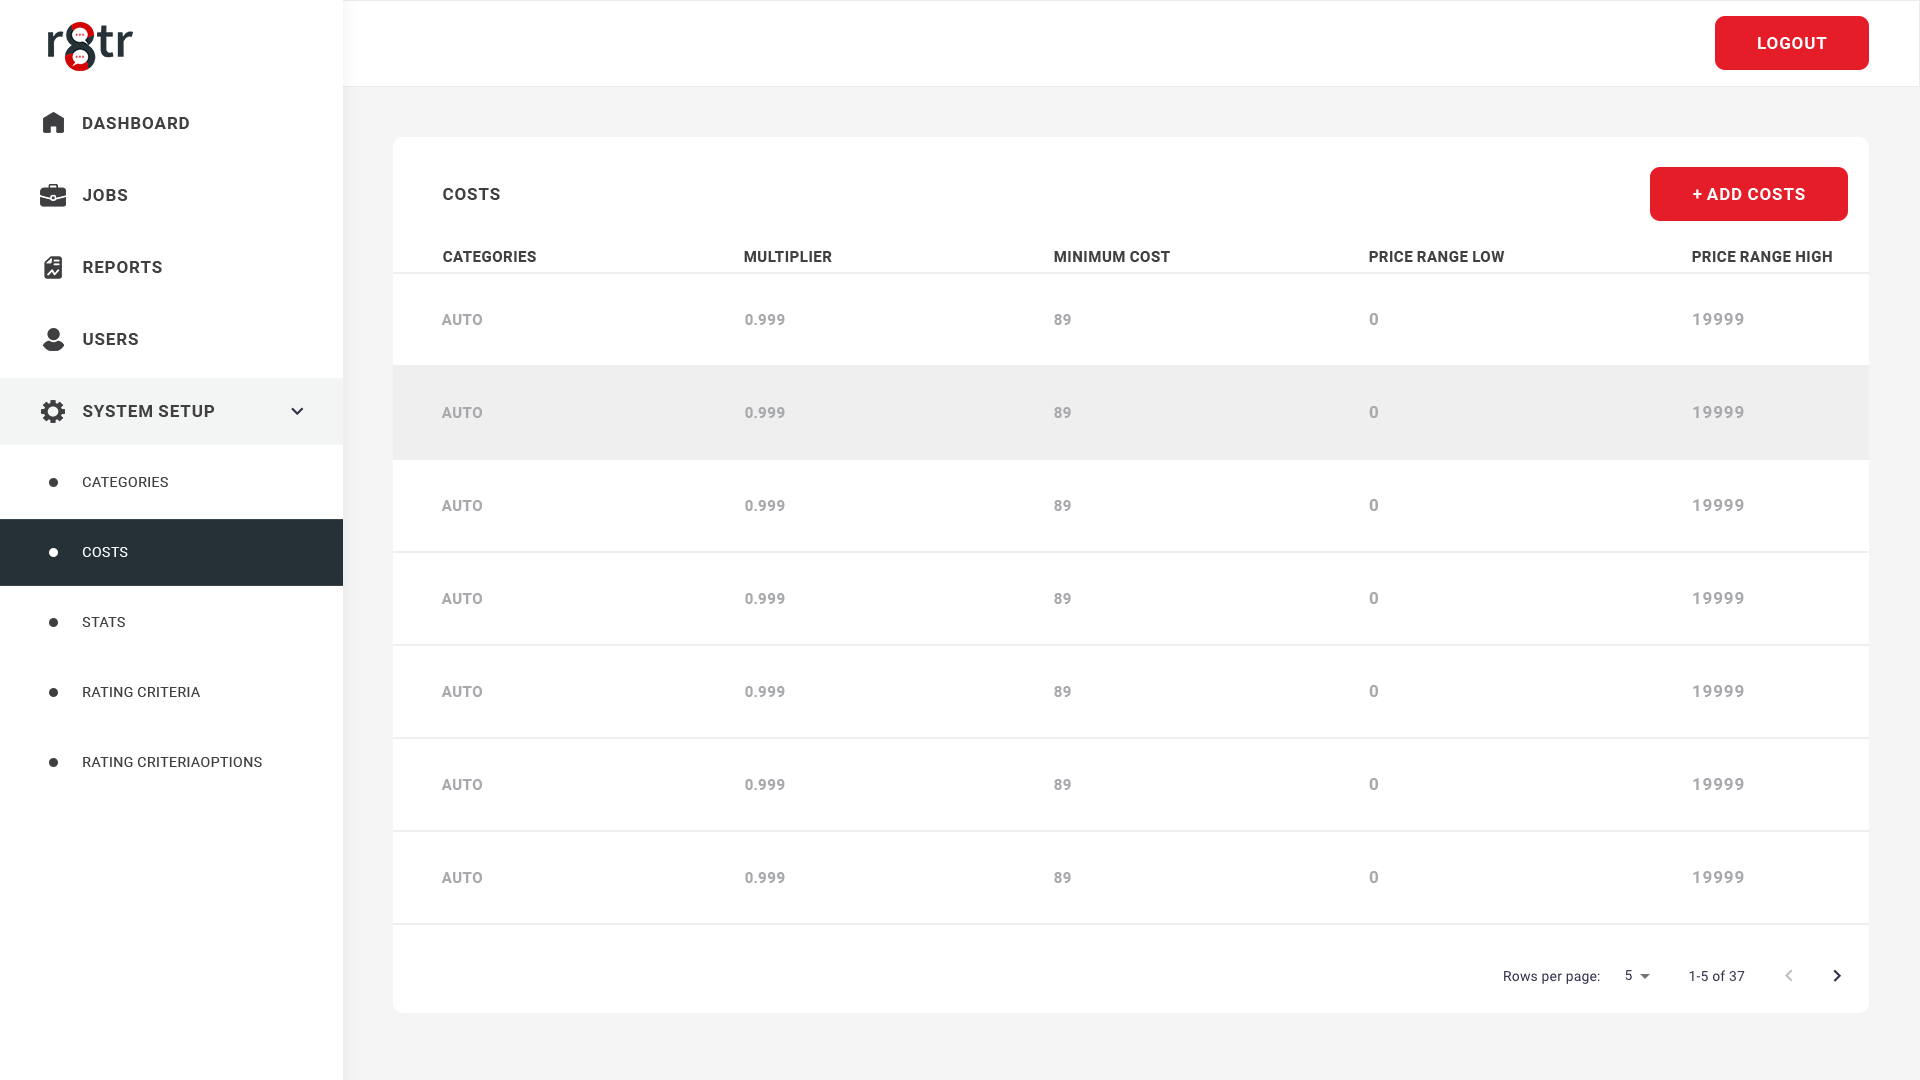 r8tr
LOGOUT
DASHBOARD
JOBS
REPORTS
USERS
SYSTEM SETUP
CATEGORIES
COSTS
STATS
RATING CRITERIA
RATING CRITERIAOPTIONS
COSTS
+ ADD COSTS
CATEGORIES MULTIPLIER MINIMUM COST PRICE RANGE LOW PRICE RANGE HIGH
AUTO 0.999 89 0 19999
AUTO 0.999 89 0 19999
AUTO 0.999 89 0 19999
AUTO 0.999 89 0 19999
AUTO 0.999 89 0 19999
AUTO 0.999 89 0 19999
AUTO 0.999 89 0 19999
Rows per page: 5 1-5 of 37